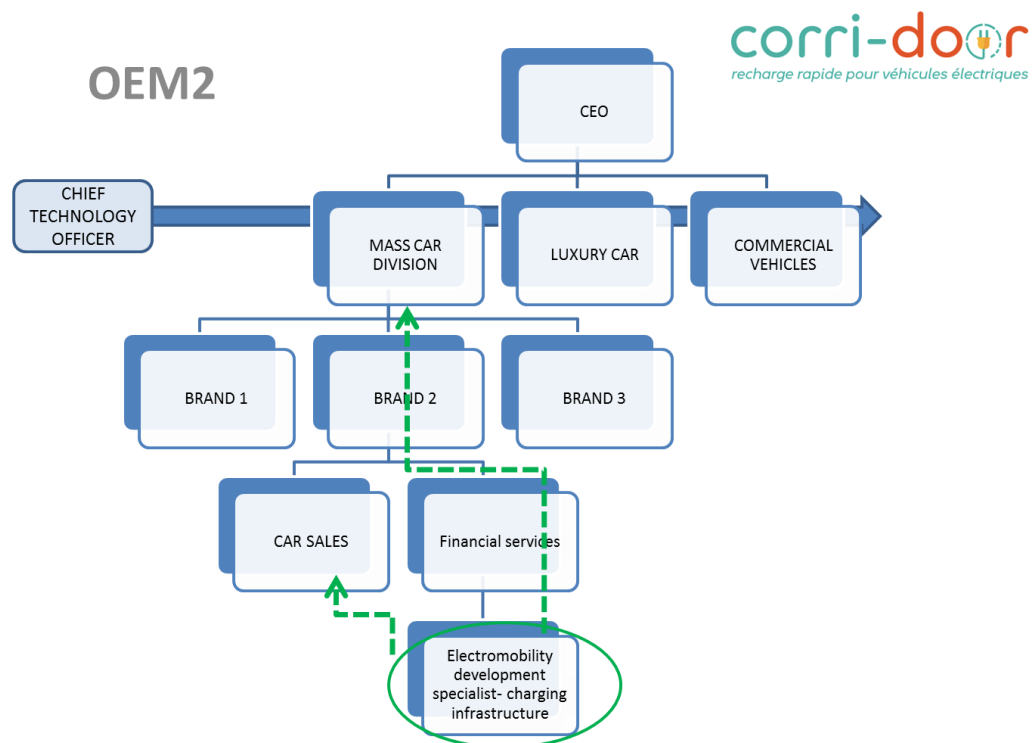 corri-door
recharge rapide pour véhicules électriques
OEM2
CEO
CHIEF
TECHNOLOGY
OFFICER
MASS CAR
DIVISION
LUXURY CAR
COMMERCIAL
VEHICLES
BRAND 1
BRAND 2
BRAND 3
CAR SALES
Financial services
Electromobility
development
specialist- charging
infrastructure